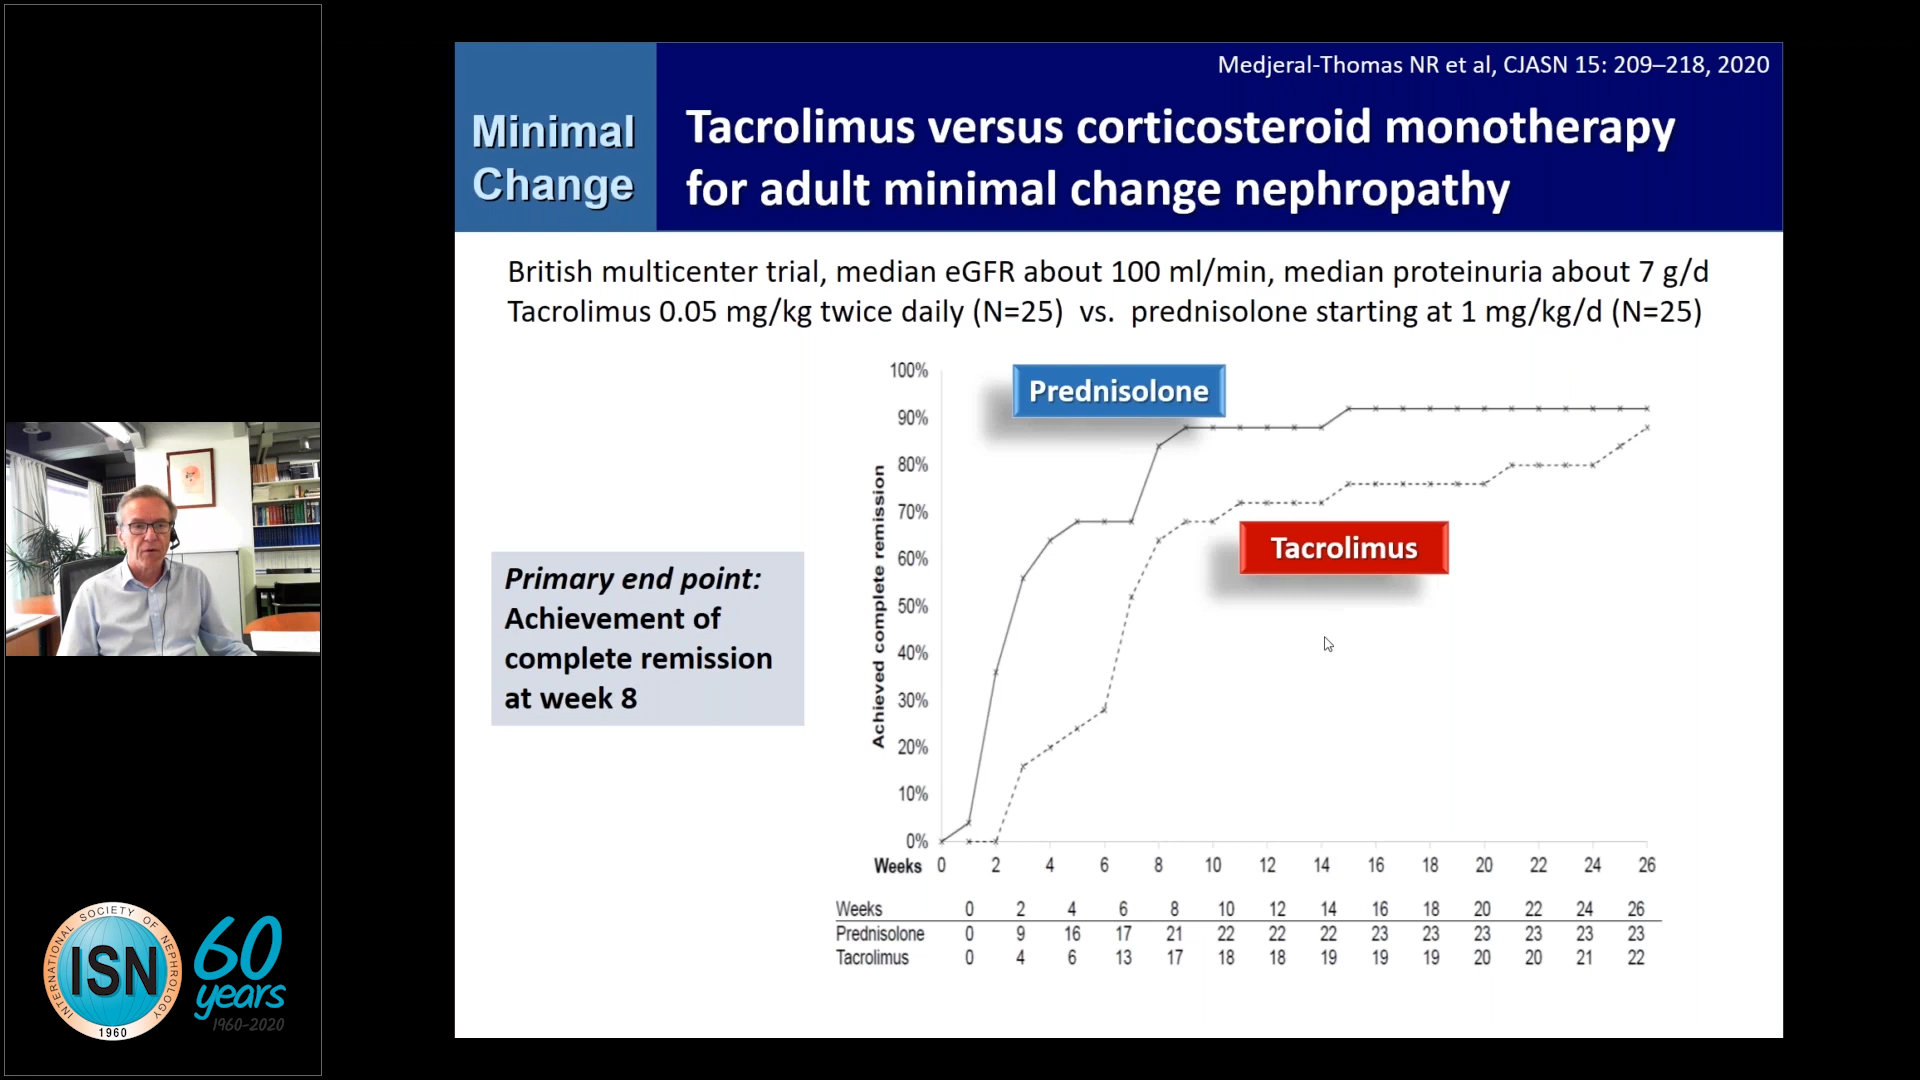 Medjeral-Thomas NR et al, CJASN 15: 209–218, 2020
Minimal
Change
Tacrolimus versus corticosteroid monotherapy
for adult minimal change nephropathy
British multicenter trial, median eGFR about 100 ml/min, median proteinuria about 7 g/d
Tacrolimus 0.05 mg/kg twice daily (N=25) vs. prednisolone starting at 1 mg/kg/d (N=25)
Primary end point:
Achievement of
complete remission
at week 8
Achieved complete remission
100%
90%
80%
70%
60%
50%
40%
30%
20%
10%
0%
Prednisolone
Tacrolimus
Weeks 0 2 4 6 8 10 12 14 16 18 20 22 24 26
Weeks 0 2 4 6 8 10 12 14 16 18 20 22 24 26
Prednisolone 0 9 16 17 21 22 22 22 23 23 23 23 23 23
Tacrolimus 0 4 6 13 17 18 18 19 19 19 20 20 21 22
INTERNATIONAL SOCIETY OF NEPHROLOGY
ISN
1960
60
years
1960-2020